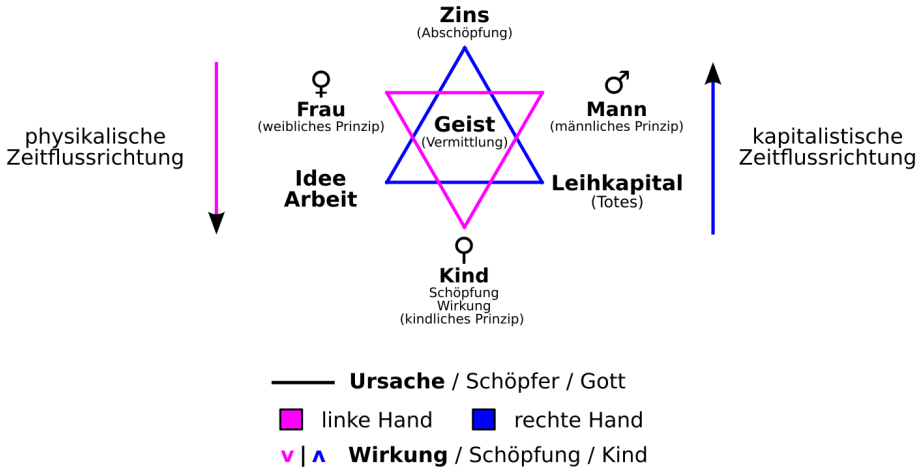 Zins
(Abschöpfung)
♀
Frau
(weibliches Prinzip)
♂
Mann
(männliches Prinzip)
Geist
(Vermittlung)
physikalische
Zeitflussrichtung
kapitalistische
Zeitflussrichtung
Idee
Arbeit
Leihkapital
(Totes)
Kind
Schöpfung
Wirkung
(kindliches Prinzip)
Ursache / Schöpfer / Gott
linke Hand
rechte Hand
v | ʌ Wirkung / Schöpfung / Kind